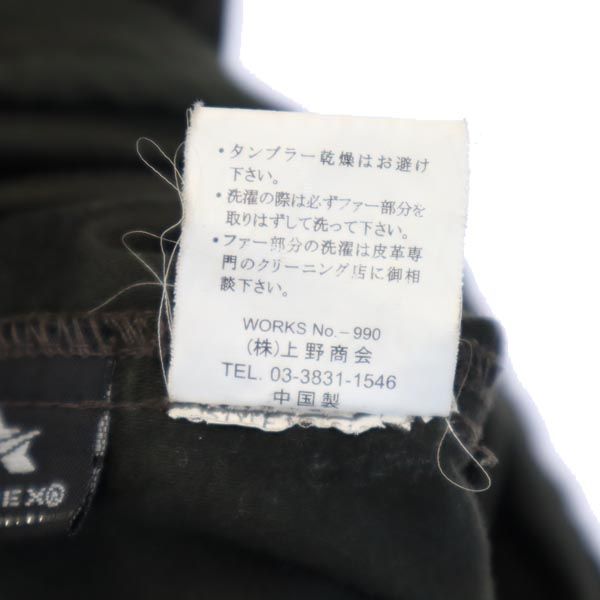 ・タンブラー乾燥はお避け
下さい。
・洗濯の際は必ずファー部分を
取りはずして洗って下さい。
・ファー部分の洗濯は皮革専
門のクリーニング店に御相
談下さい。
WORKS No.-990
(株)上野商会
TEL. 03-3831-1546
中国製
EX®